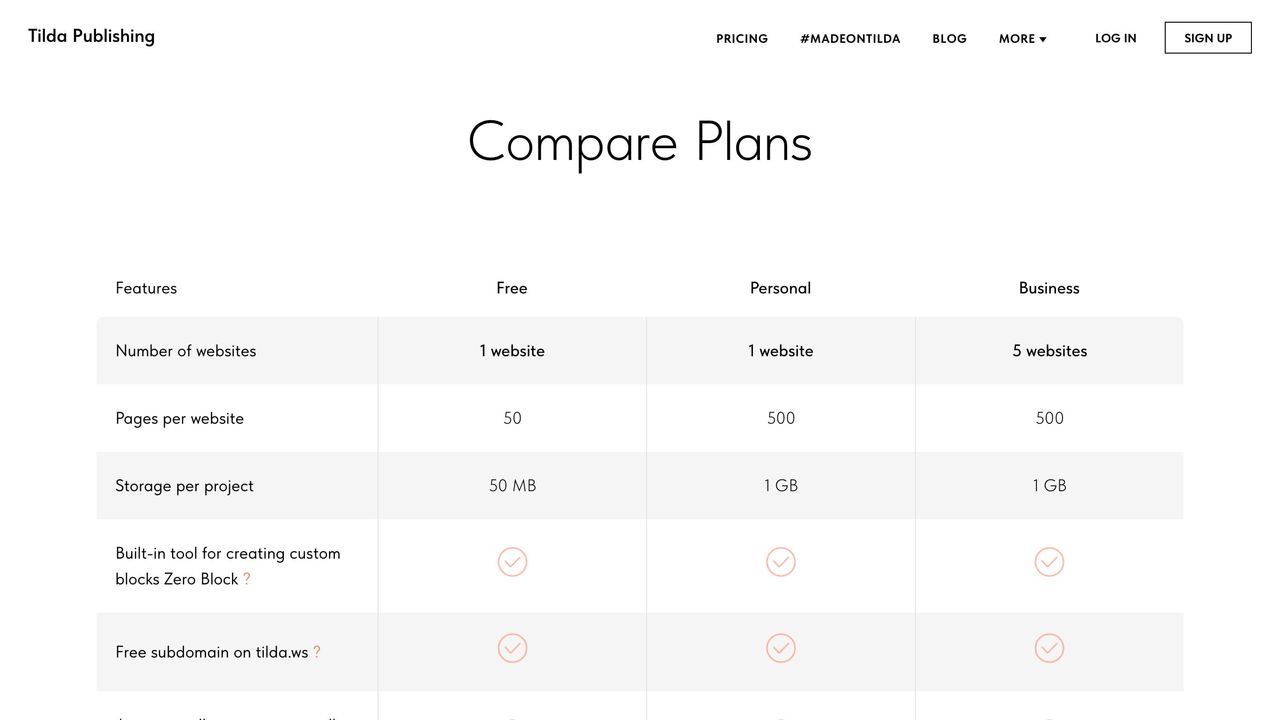 Tilda Publishing
PRICING #MADEONTILDA BLOG MORE LOG IN SIGN UP
Compare Plans
Features Free Personal Business
Number of websites 1 website 1 website 5 websites
Pages per website 50 500 500
Storage per project 50 MB 1 GB 1 GB
Built-in tool for creating custom
blocks Zero Block ?
Free subdomain on tilda.ws ?